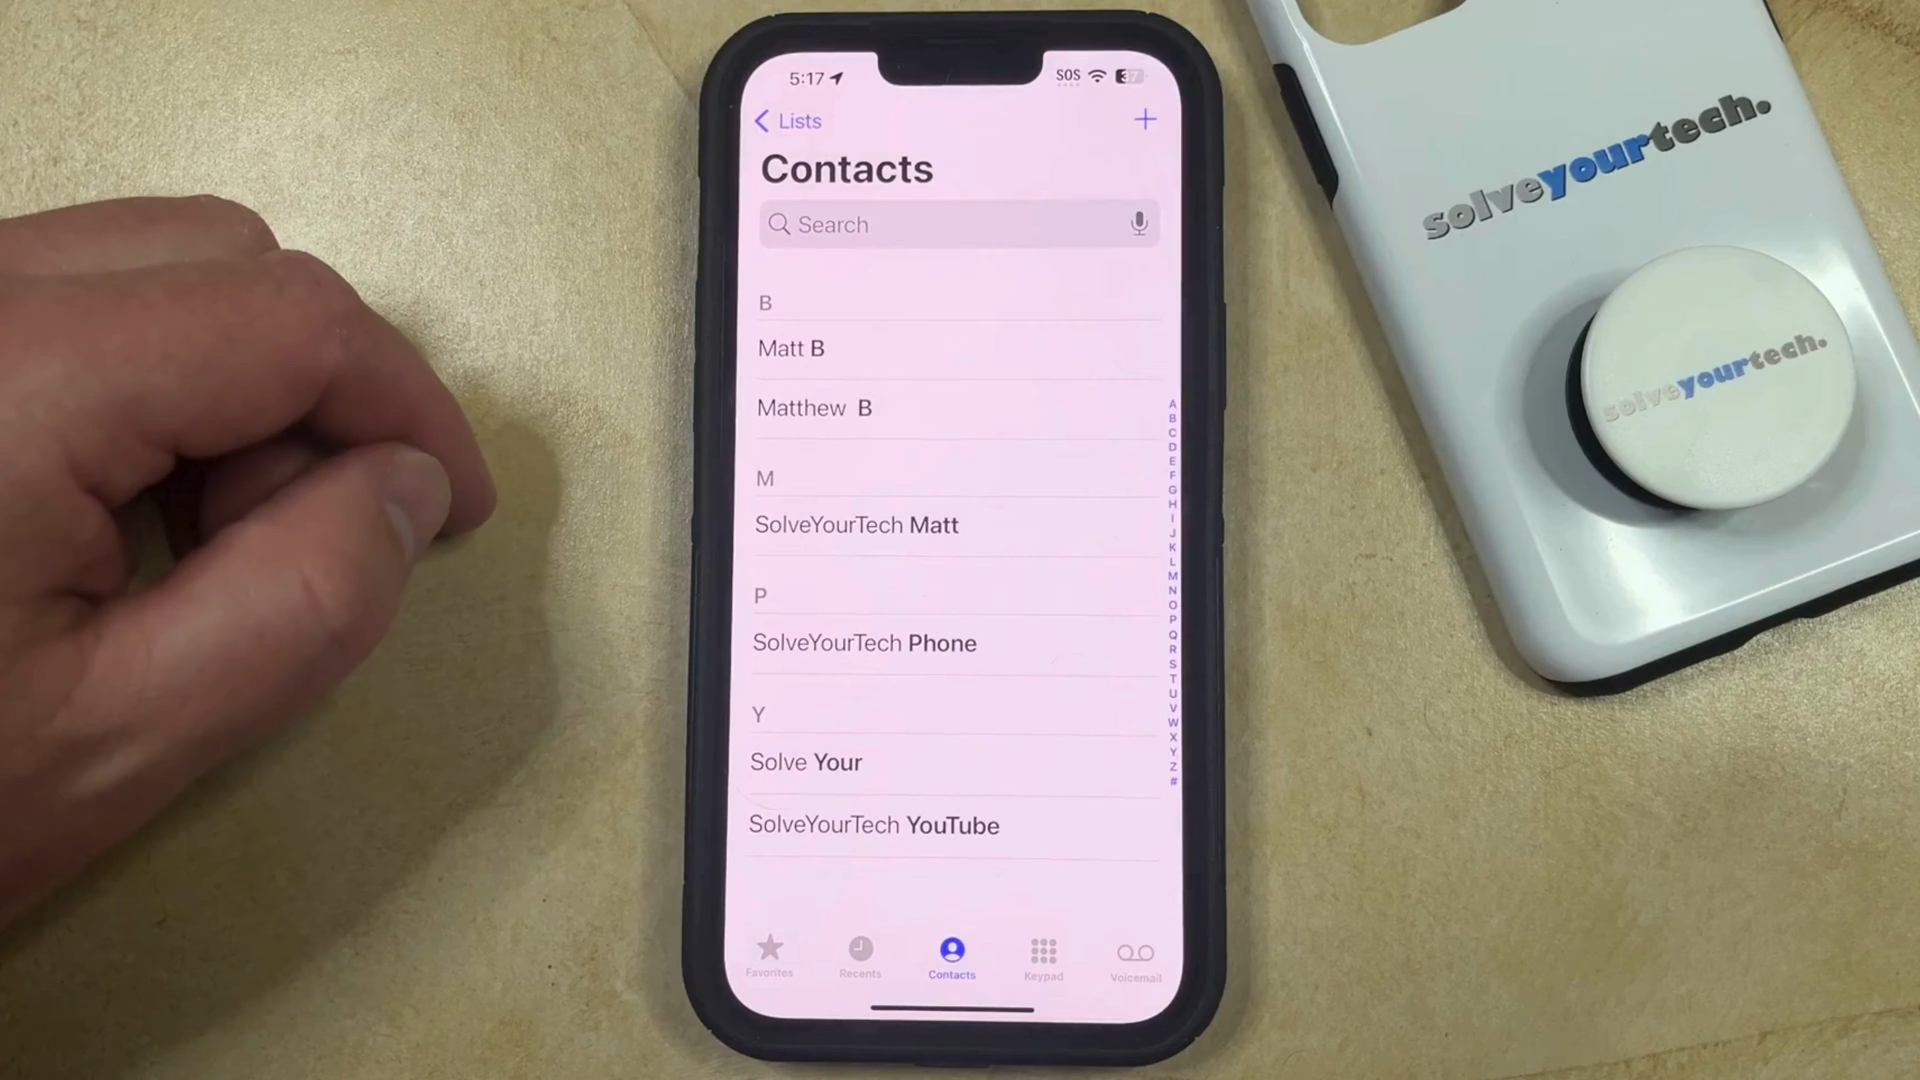 5:17
SOS
37
Lists
+
Contacts
Search
B
Matt B
Matthew B
M
SolveYourTech Matt
P
SolveYourTech Phone
Y
Solve Your
SolveYourTech YouTube
A
B
C
D
E
F
G
H
I
J
K
L
M
N
O
P
Q
R
S
T
U
V
W
X
Y
Z
#
Favorites
Recents
Contacts
Keypad
Voicemail
solveyourtech.
solveyourtech.